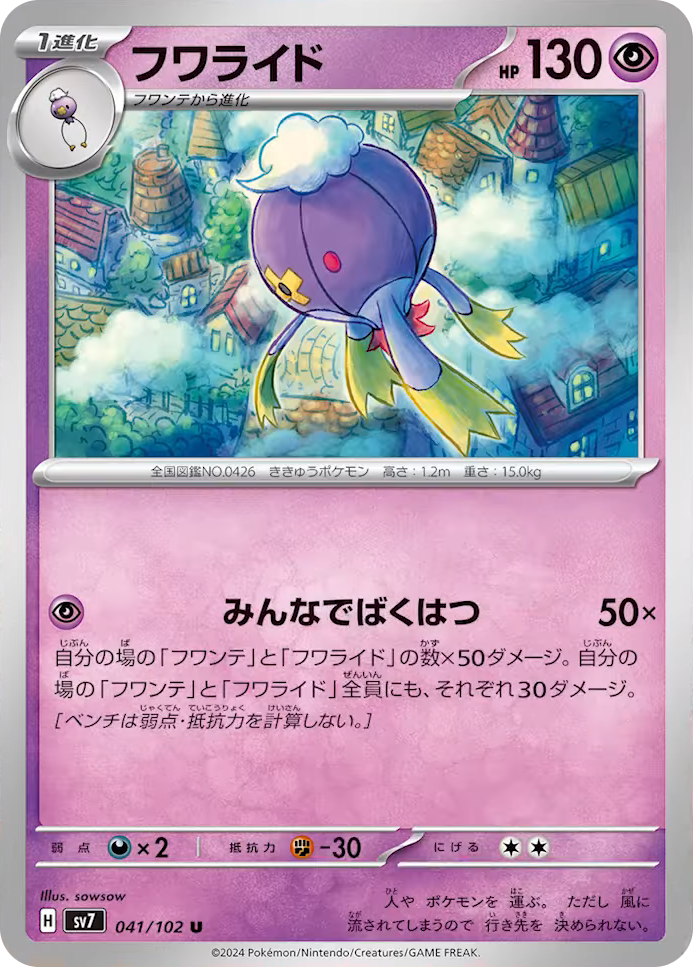 1進化
フワライド
HP 130
フワンテから進化
全国図鑑NO.0426 ききゅうポケモン 高さ：1.2m 重さ：15.0kg
みんなでばくはつ 50×
自分の場の「フワンテ」と「フワライド」の数×50ダメージ。自分の
場の「フワンテ」と「フワライド」全員にも、それぞれ30ダメージ。
［ベンチは弱点・抵抗力を計算しない。］
弱点 ×2 抵抗力 -30 にげる
Illus. sowsow
人や ポケモンを 運ぶ。 ただし 風に
流されてしまうので 行き先を 決められない。
H sv7 041/102 U
©2024 Pokémon/Nintendo/Creatures/GAME FREAK.